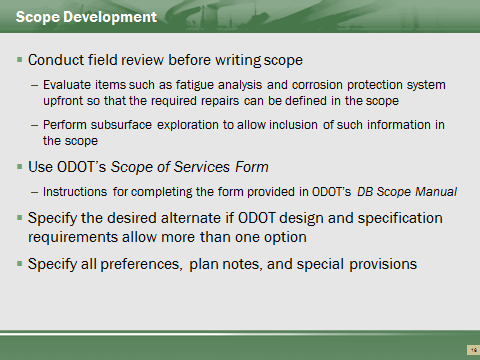 Scope Development
▪ Conduct field review before writing scope
– Evaluate items such as fatigue analysis and corrosion protection system
upfront so that the required repairs can be defined in the scope
– Perform subsurface exploration to allow inclusion of such information in
the scope
▪ Use ODOT's Scope of Services Form
– Instructions for completing the form provided in ODOT's DB Scope Manual
▪ Specify the desired alternate if ODOT design and specification
requirements allow more than one option
▪ Specify all preferences, plan notes, and special provisions